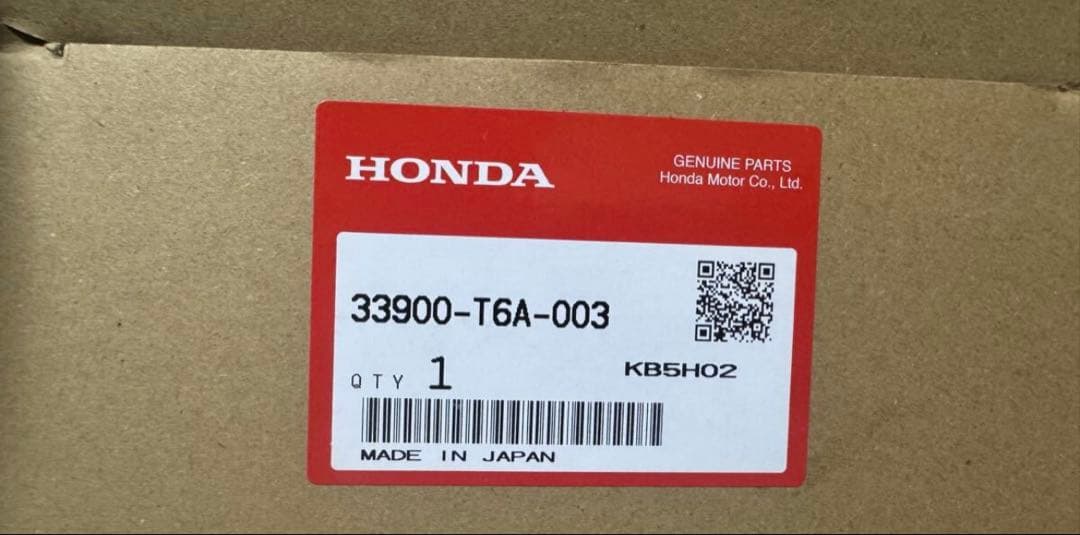 HONDA
GENUINE PARTS
Honda Motor Co., Ltd.
33900-T6A-003
KB5H02
QTY 1
MADE IN JAPAN